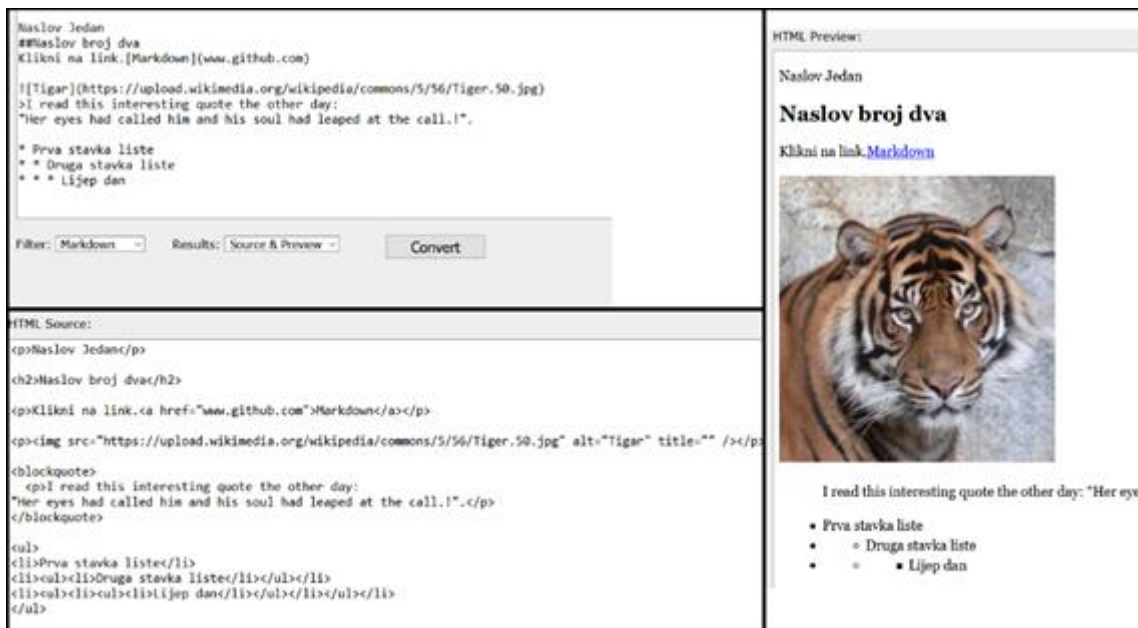 Naslov Jedan
##Naslov broj dva
Klikni na link.[Markdown](www.github.com)
![Tigar](https://upload.wikimedia.org/wikipedia/commons/5/56/Tiger.50.jpg)
>I read this interesting quote the other day:
"Her eyes had called him and his soul had leaped at the call.!".
* Prva stavka liste
* * Druga stavka liste
* * * Lijep dan
Filter: Markdown Results: Source & Preview Convert
HTML Source:
<p>Naslov Jedan</p>
<h2>Naslov broj dva</h2>
<p>Klikni na link.<a href="www.github.com">Markdown</a></p>
<p><img src="https://upload.wikimedia.org/wikipedia/commons/5/56/Tiger.50.jpg" alt="Tigar" title="" /></p>
<blockquote>
<p>I read this interesting quote the other day:
"Her eyes had called him and his soul had leaped at the call.!".</p>
</blockquote>
<ul>
<li>Prva stavka liste</li>
<li><ul><li>Druga stavka liste</li></ul></li>
<li><ul><li><ul><li>Lijep dan</li></ul></li></ul></li>
</ul>
HTML Preview:
Naslov Jedan
Naslov broj dva
Klikni na link.Markdown
I read this interesting quote the other day: "Her eye
• Prva stavka liste
• ◦ Druga stavka liste
• ◦ ▪ Lijep dan